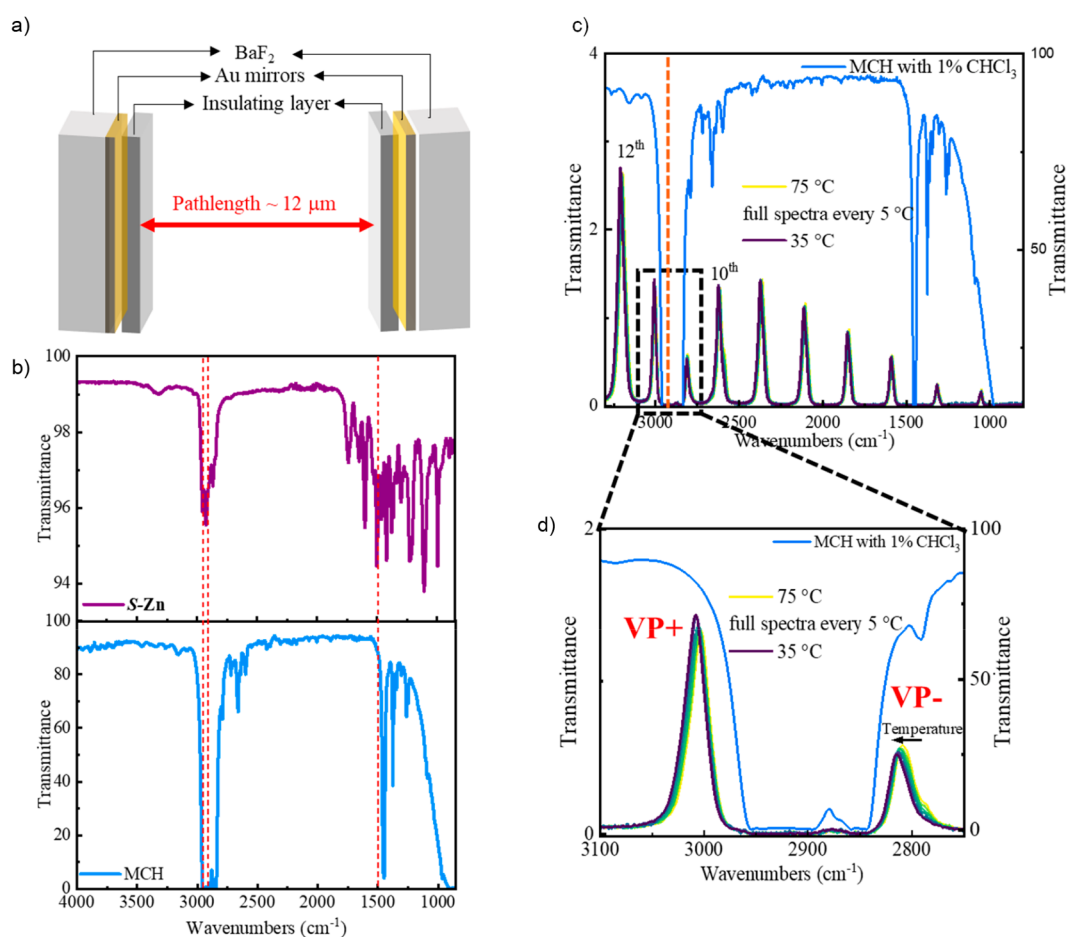 a)
BaF2
Au mirrors
Insulating layer
Pathlength ~ 12 μm
b)
100
98
96
94
Transmittance
S-Zn
100
80
60
40
20
0
Transmittance
MCH
4000 3500 3000 2500 2000 1500 1000
Wavenumbers (cm-1)
c)
4
2
0
Transmittance
100
50
Transmittance
MCH with 1% CHCl3
12th
75 °C
full spectra every 5 °C
35 °C
10th
3000 2500 2000 1500 1000
Wavenumbers (cm-1)
d)
2
1
0
Transmittance
100
50
0
Transmittance
MCH with 1% CHCl3
75 °C
full spectra every 5 °C
35 °C
VP+
VP-
Temperature
3100 3000 2900 2800
Wavenumbers (cm-1)